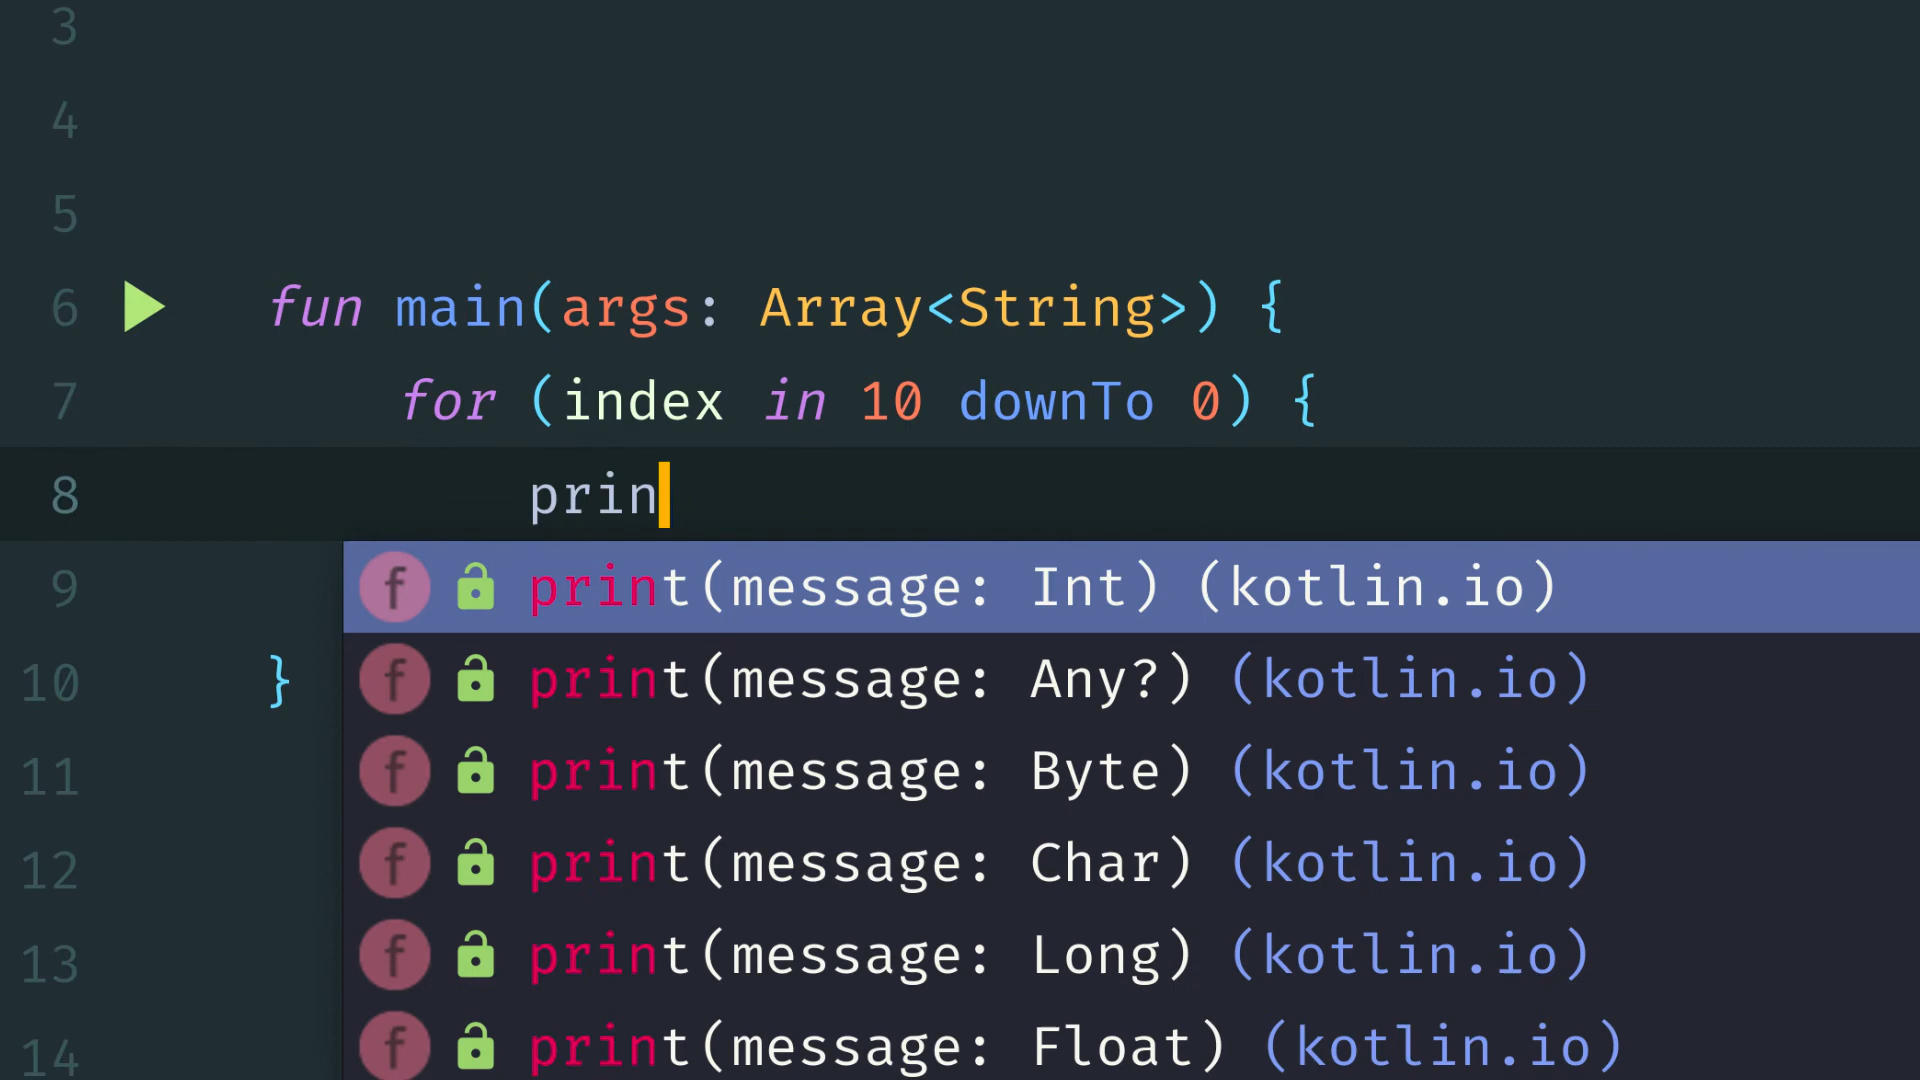 3
4
5
6 fun main(args: Array<String>) {
7 for (index in 10 downTo 0) {
8 prin
9 f print(message: Int) (kotlin.io)
10 } f print(message: Any?) (kotlin.io)
11 f print(message: Byte) (kotlin.io)
12 f print(message: Char) (kotlin.io)
13 f print(message: Long) (kotlin.io)
14 f print(message: Float) (kotlin.io)